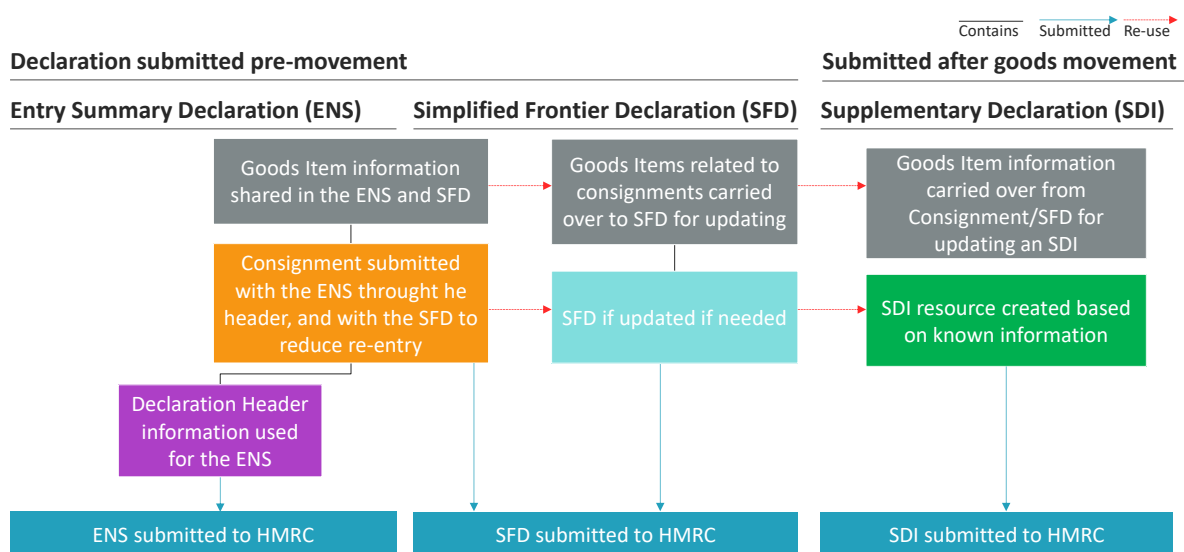 Contains
Submitted
Re-use
Declaration submitted pre-movement
Submitted after goods movement
Entry Summary Declaration (ENS)
Simplified Frontier Declaration (SFD)
Supplementary Declaration (SDI)
Goods Item information
shared in the ENS and SFD
Goods Items related to
consignments carried
over to SFD for updating
Goods Item information
carried over from
Consignment/SFD for
updating an SDI
Consignment submitted
with the ENS throught he
header, and with the SFD to
reduce re-entry
SFD if updated if needed
SDI resource created based
on known information
Declaration Header
information used
for the ENS
ENS submitted to HMRC
SFD submitted to HMRC
SDI submitted to HMRC